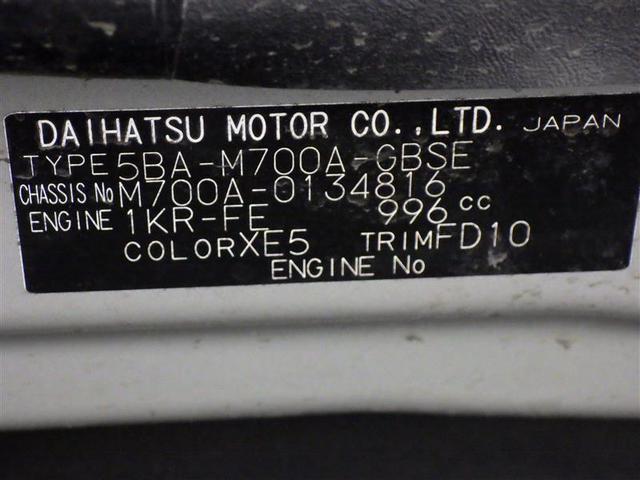 DAIHATSU MOTOR CO.,LTD. JAPAN
TYPE 5BA-M700A-GBSE
CHASSIS No M700A-0134816
ENGINE 1KR-FE 996 cc
COLOR XE5 TRIM FD10
ENGINE No